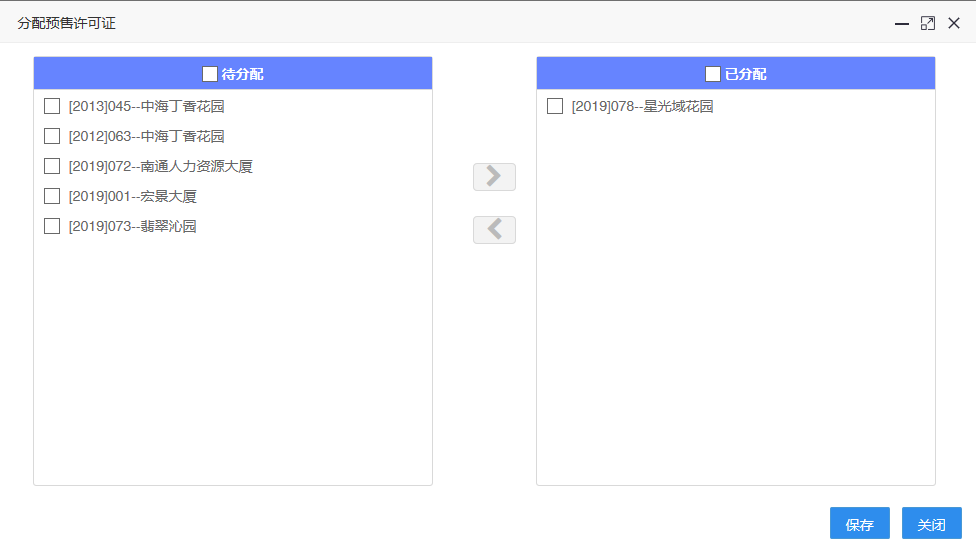 分配预售许可证
待分配
[2013]045--中海丁香花园
[2012]063--中海丁香花园
[2019]072--南通人力资源大厦
[2019]001--宏景大厦
[2019]073--翡翠沁园
已分配
[2019]078--星光域花园
保存
关闭